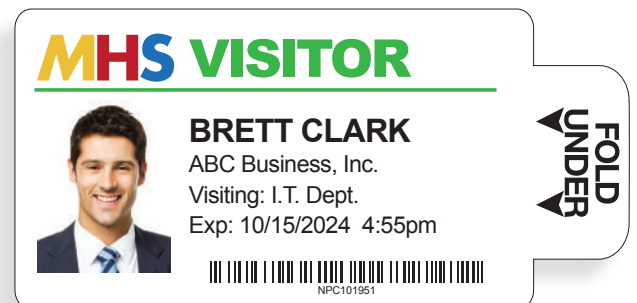 MHS VISITOR
BRETT CLARK
ABC Business, Inc.
Visiting: I.T. Dept.
Exp: 10/15/2024 4:55pm
NPC101951
FOLD
UNDER